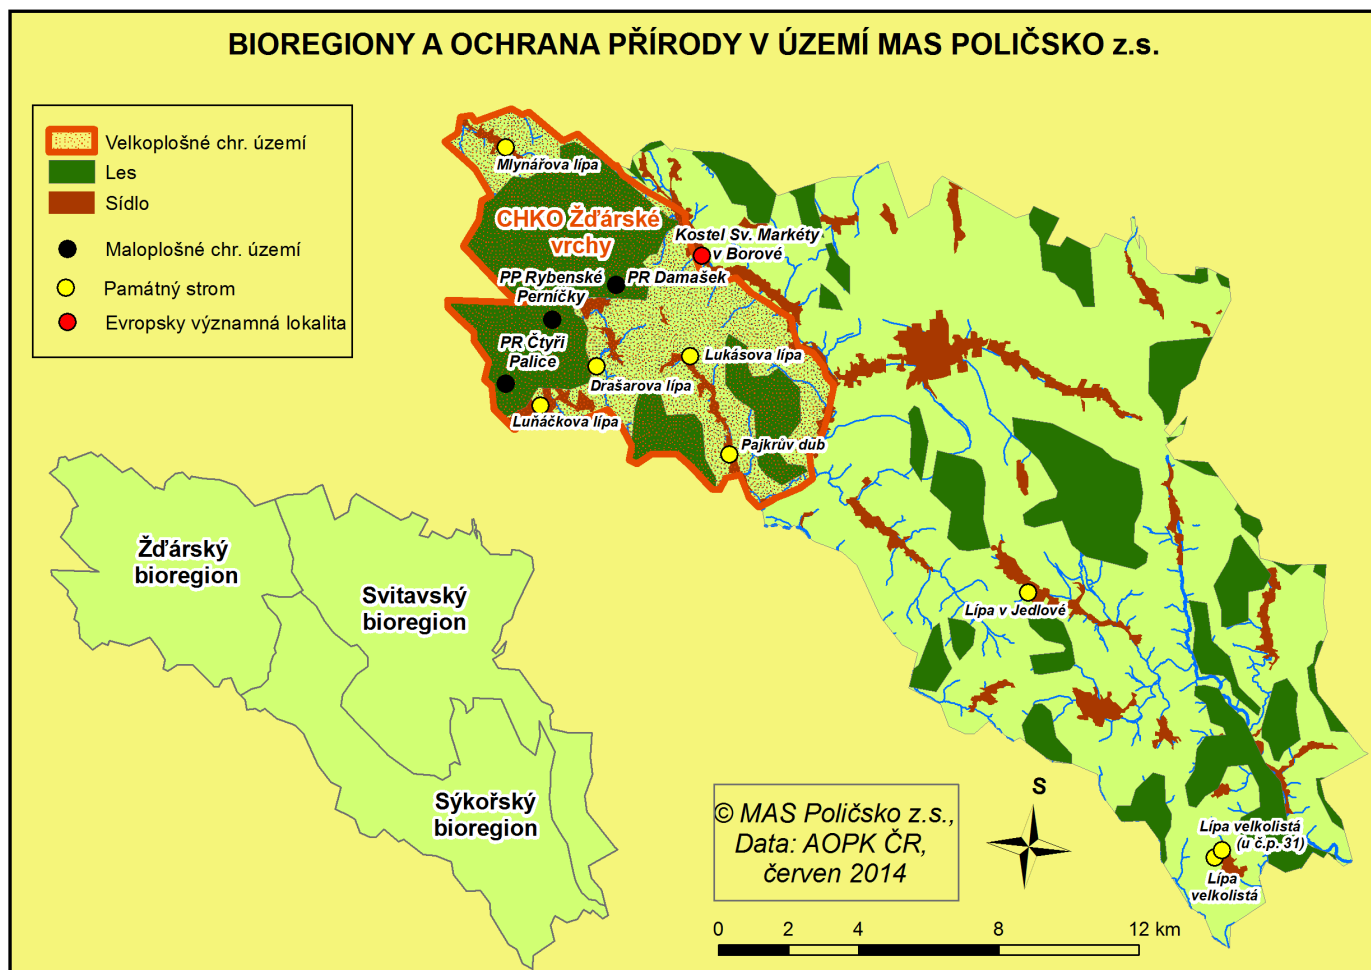 BIOREGIONY A OCHRANA PŘÍRODY V ÚZEMÍ MAS POLIČSKO z.s.
Velkoplošné chr. území
Les
Sídlo
Maloplošné chr. území
Památný strom
Evropsky významná lokalita
Mlynářova lípa
CHKO Žďárské
vrchy
Kostel Sv. Markéty
v Borové
PP Rybenské
Perničky
PR Damašek
PR Čtyři
Palice
Lukásova lípa
Drašarova lípa
Luňáčkova lípa
Pajkrův dub
Lípa v Jedlové
Lípa velkolistá
(u č.p. 31)
Lípa
velkolistá
Žďárský
bioregion
Svitavský
bioregion
Sýkořský
bioregion
© MAS Poličsko z.s.,
Data: AOPK ČR,
červen 2014
S
0 2 4 8 12 km